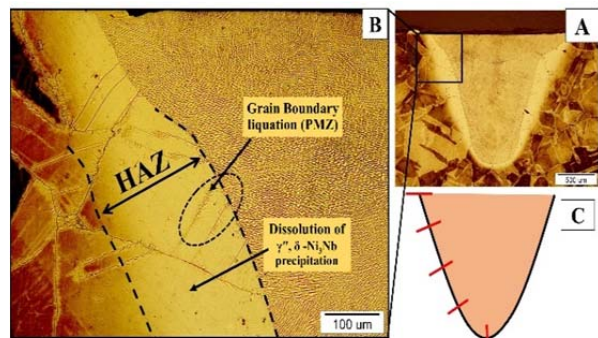 B
A
Grain Boundary
liquation (PMZ)
HAZ
Dissolution of
γ", δ -Ni3Nb
precipitation
100 um
500 um
C